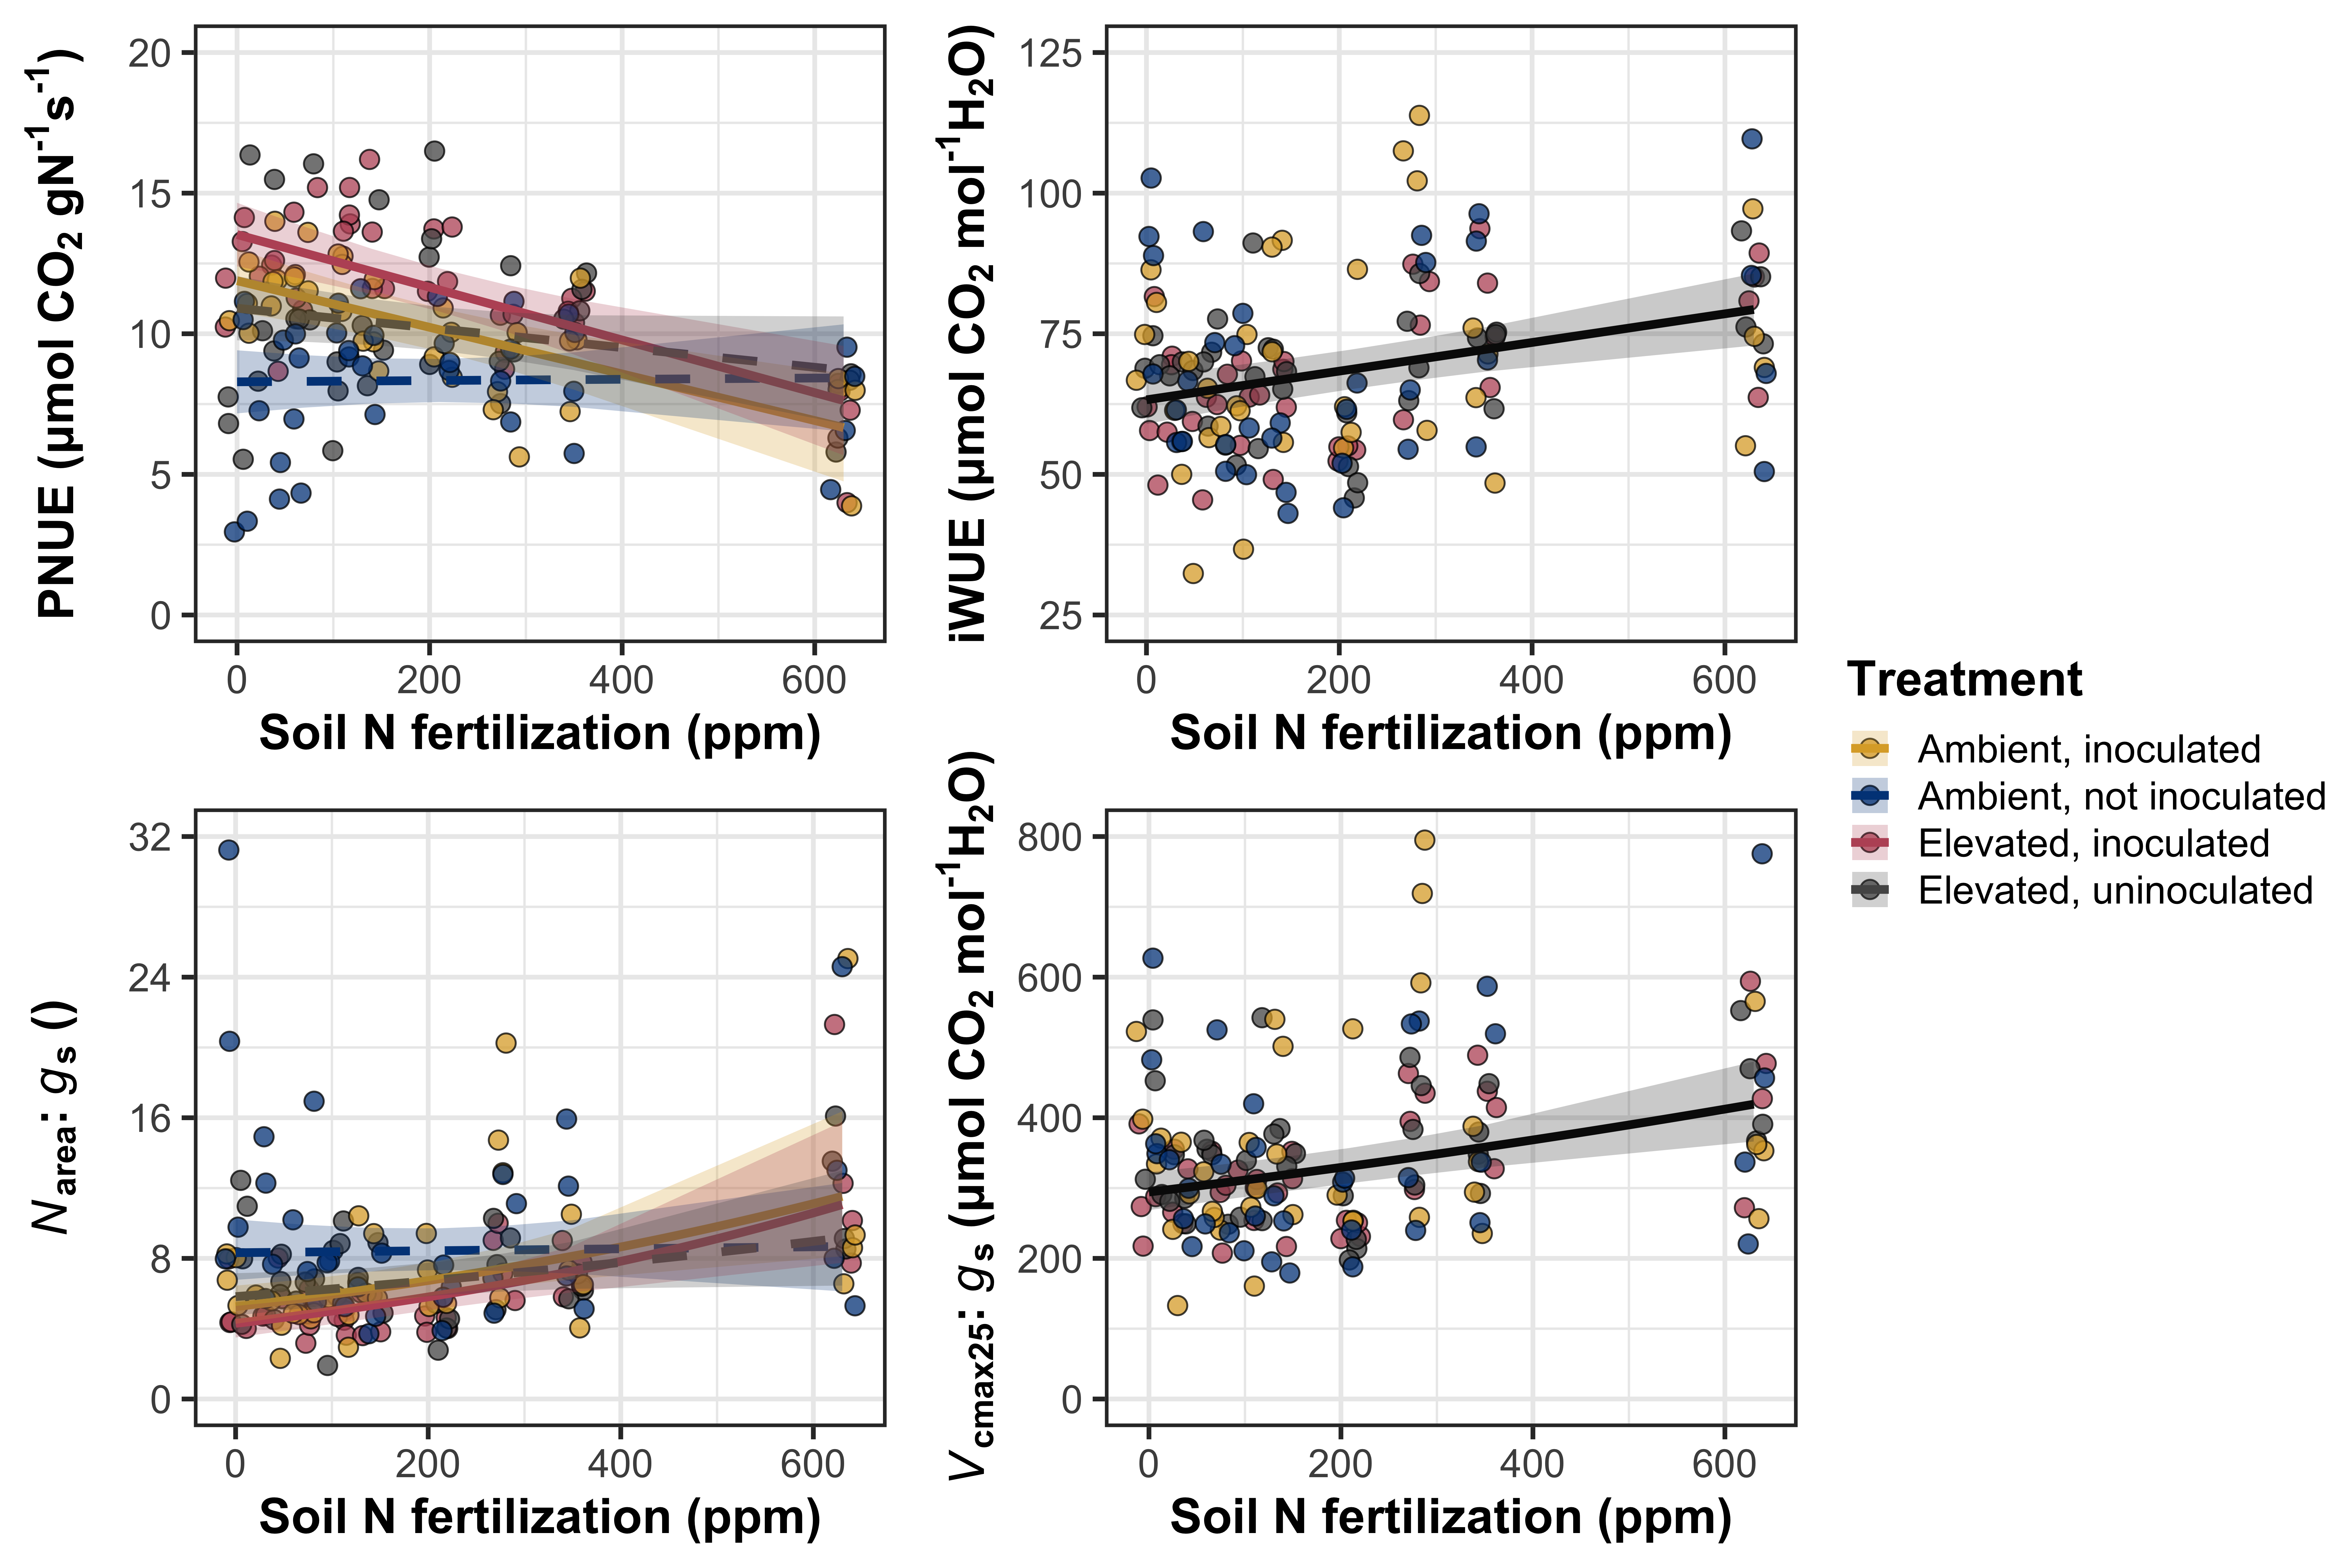 PNUE (µmol CO₂ gN⁻¹s⁻¹)
20
15
10
5
0
0 200 400 600
Soil N fertilization (ppm)
iWUE (µmol CO₂ mol⁻¹H₂O)
125
100
75
50
25
0 200 400 600
Soil N fertilization (ppm)
N area: gs ()
32
24
16
8
0
0 200 400 600
Soil N fertilization (ppm)
Vcmax25: gs (µmol CO₂ mol⁻¹H₂O)
800
600
400
200
0
0 200 400 600
Soil N fertilization (ppm)
Treatment
Ambient, inoculated
Ambient, not inoculated
Elevated, inoculated
Elevated, uninoculated